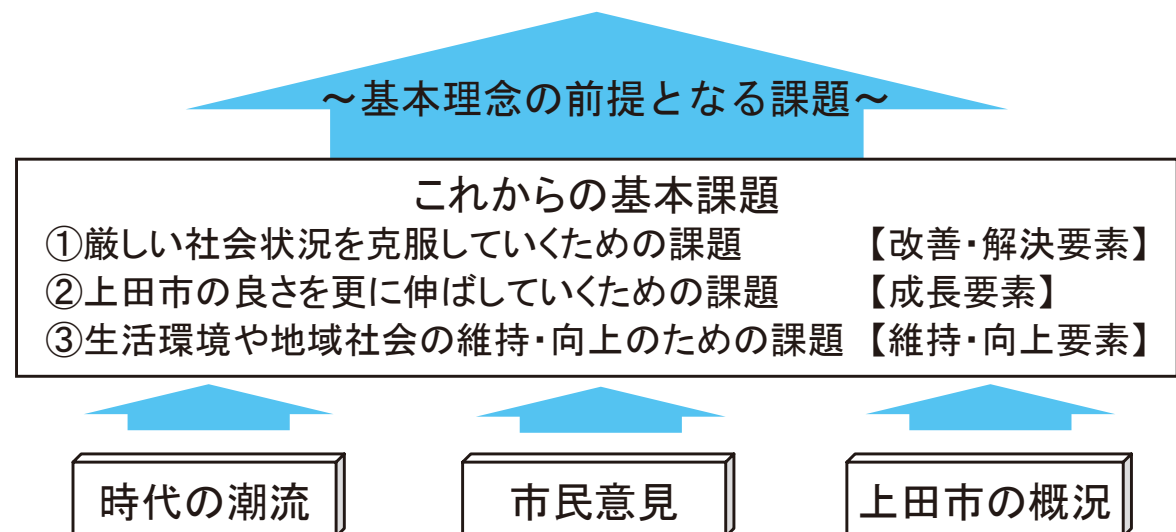 ～基本理念の前提となる課題～
これからの基本課題
①厳しい社会状況を克服していくための課題 【改善・解決要素】
②上田市の良さを更に伸ばしていくための課題 【成長要素】
③生活環境や地域社会の維持・向上のための課題 【維持・向上要素】
時代の潮流 市民意見 上田市の概況